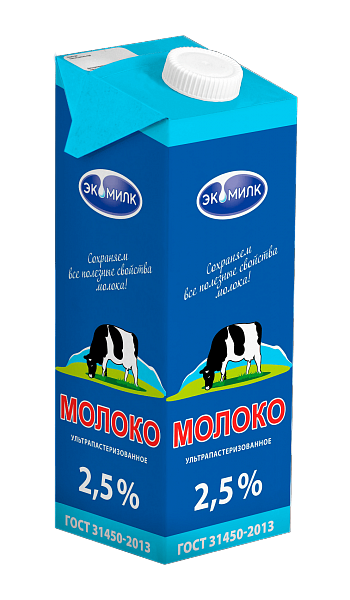 ЭКОМИЛК
Сохраняем
все полезные свойства
молока!
МОЛОКО
УЛЬТРАПАСТЕРИЗОВАННОЕ
2,5%
ГОСТ 31450-2013
ЭКОМИЛК
Сохраняем
все полезные свойства
молока!
МОЛОКО
УЛЬТРАПАСТЕРИЗОВАННОЕ
2,5%
ГОСТ 31450-2013